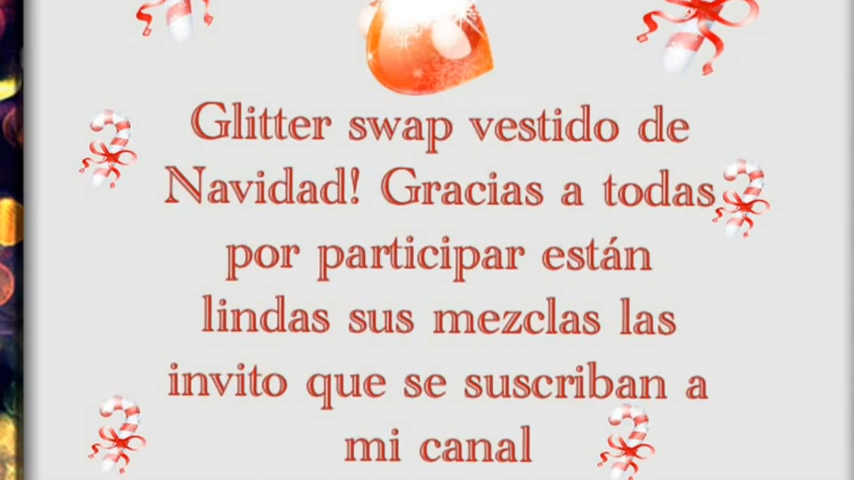 Glitter swap vestido de
Navidad! Gracias a todas
por participar están
lindas sus mezclas las
invito que se suscriban a
mi canal